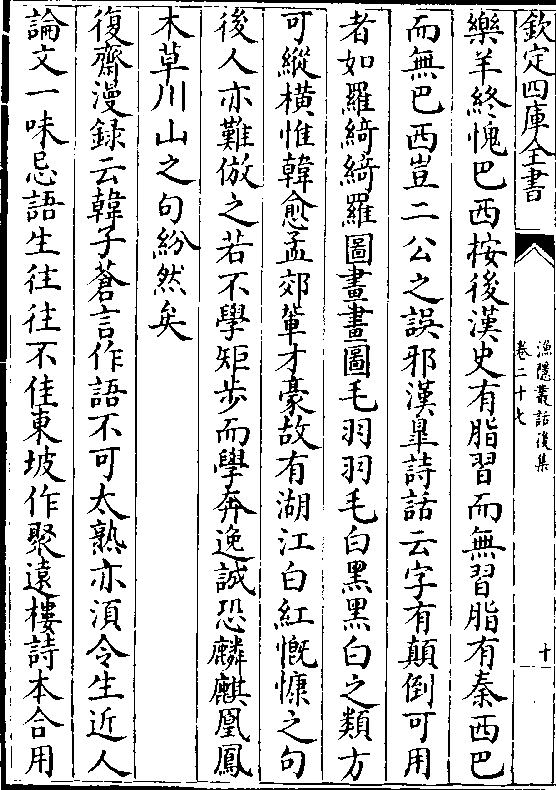 欽定四庫全書
漁隱叢話後集
卷二十七
十
樂羊終愧巴西按後漢史有脂習而無習脂有秦西巴
而無巴西豈二公之誤邪漢臯詩話云字有顛倒可用
者如羅綺綺羅圖畫畫圖毛羽羽毛白黑黑白之類方
可縱橫惟韓愈孟郊軰才豪故有湖江白紅慨慷之句
後人亦難倣之若不學矩步而學奔逸誠恐麟麒凰鳳
木草川山之句紛然矣
復齋漫録云韓子蒼言作語不可太熟亦湏令生近人
論文一味忌語生往往不佳東坡作聚遠樓詩本合用